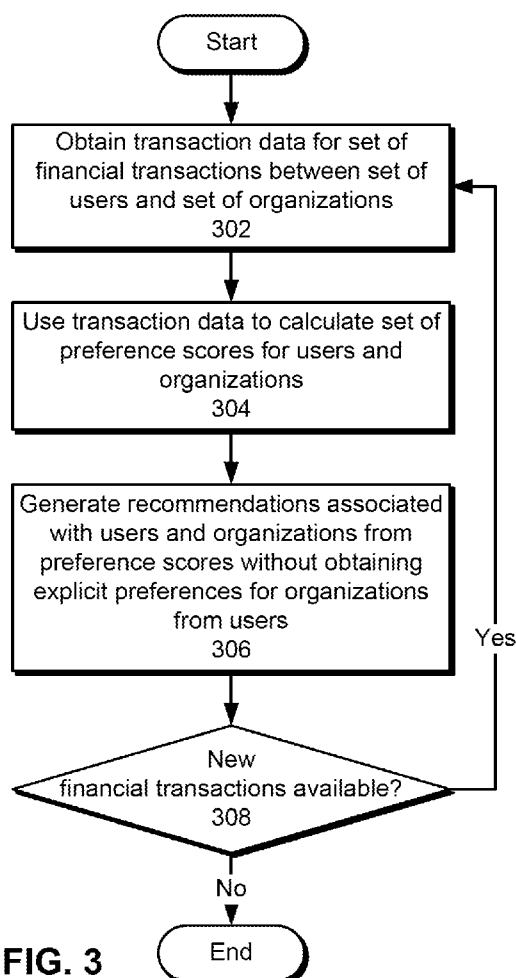 Start
Obtain transaction data for set of
financial transactions between set of
users and set of organizations
302
Use transaction data to calculate set of
preference scores for users and
organizations
304
Generate recommendations associated
with users and organizations from
preference scores without obtaining
explicit preferences for organizations
from users
306
Yes
New
financial transactions available?
308
No
End
FIG. 3